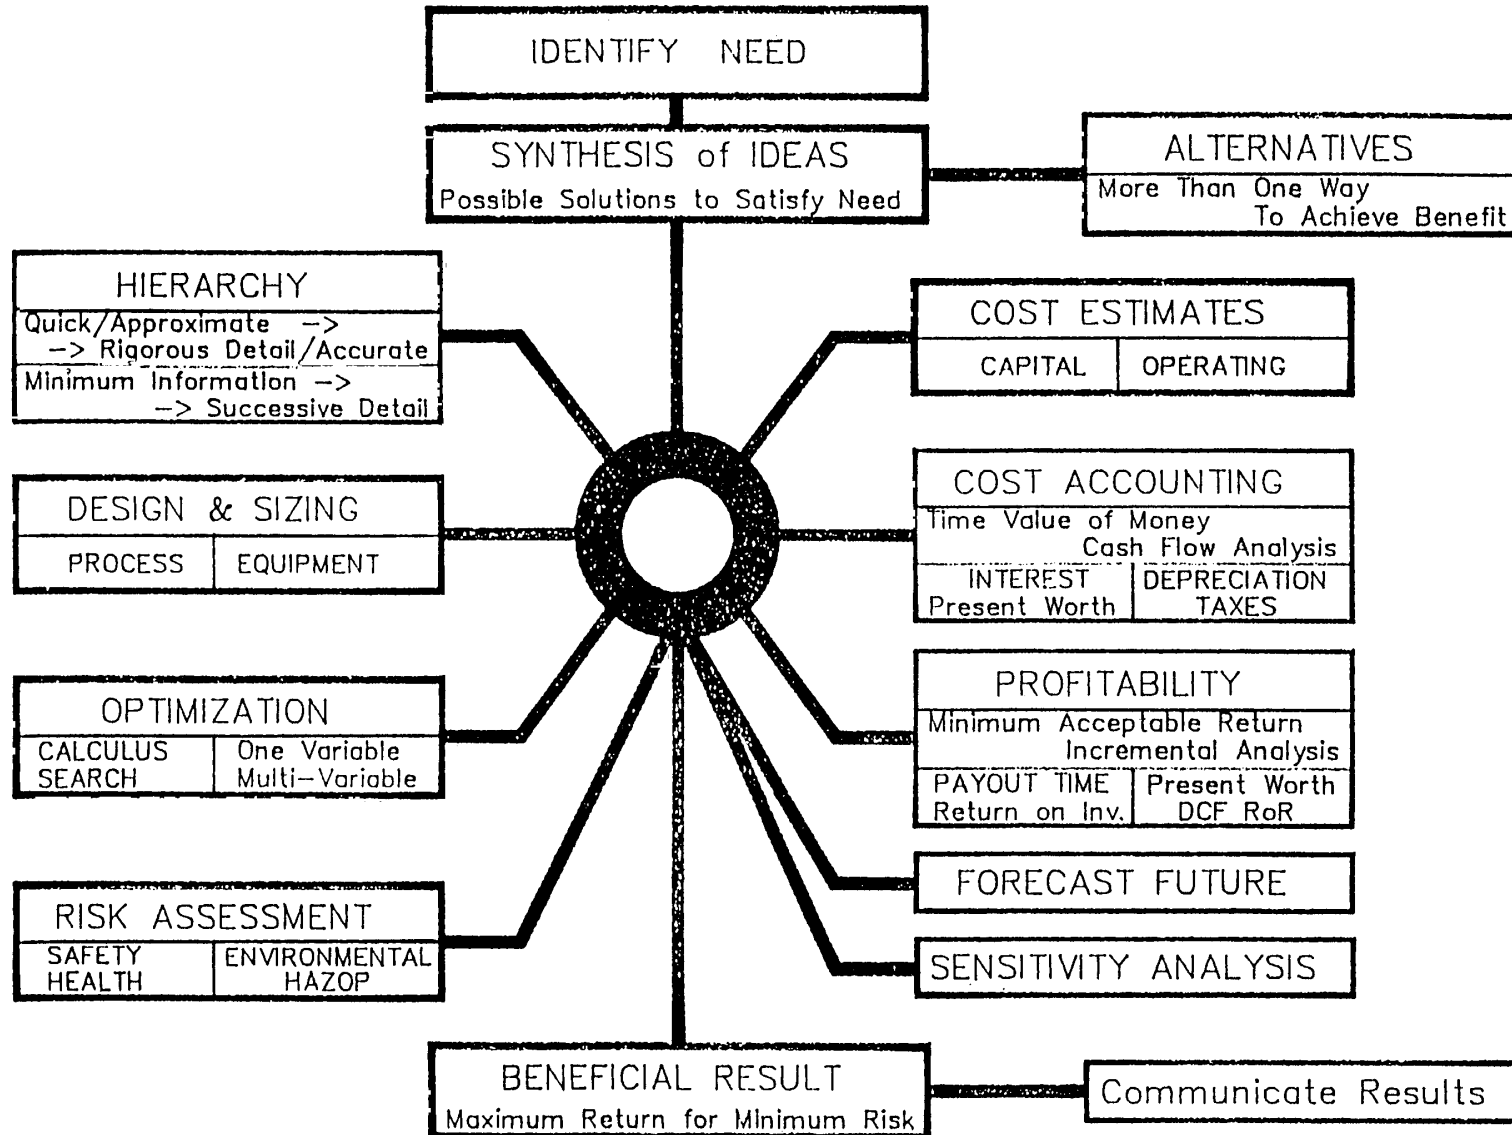 IDENTIFY NEED
SYNTHESIS of IDEAS
Possible Solutions to Satisfy Need
ALTERNATIVES
More Than One Way
To Achieve Benefit
HIERARCHY
Quick/Approximate ->
-> Rigorous Detail/Accurate
Minimum Information ->
-> Successive Detail
DESIGN & SIZING
PROCESS EQUIPMENT
OPTIMIZATION
CALCULUS One Variable
SEARCH Multi-Variable
RISK ASSESSMENT
SAFETY ENVIRONMENTAL
HEALTH HAZOP
COST ESTIMATES
CAPITAL OPERATING
COST ACCOUNTING
Time Value of Money
Cash Flow Analysis
INTEREST DEPRECIATION
Present Worth TAXES
PROFITABILITY
Minimum Acceptable Return
Incremental Analysis
PAYOUT TIME Present Worth
Return on Inv. DCF RoR
FORECAST FUTURE
SENSITIVITY ANALYSIS
BENEFICIAL RESULT
Maximum Return for Minimum Risk
Communicate Results